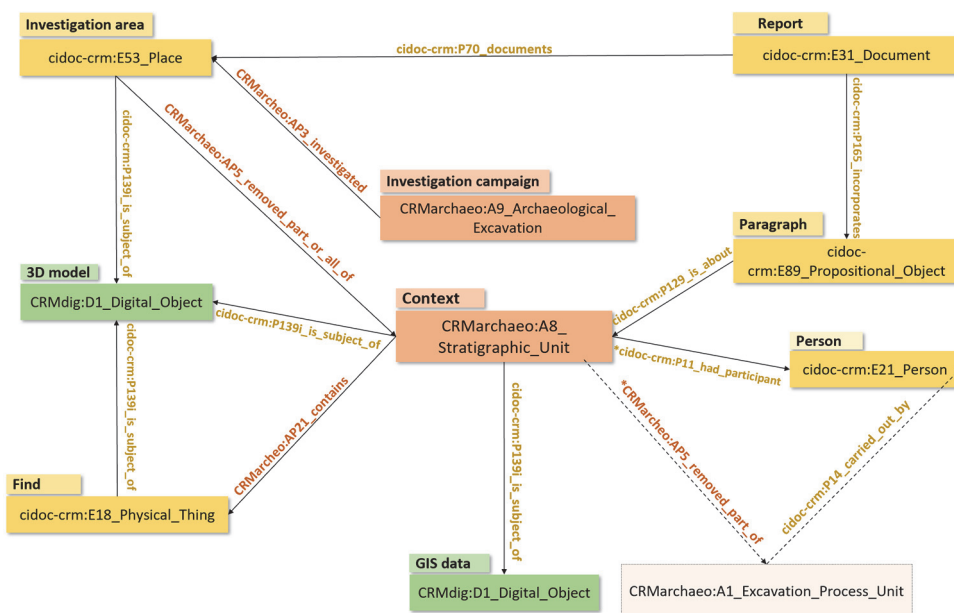 Investigation area
cidoc-crm:E53_Place
cidoc-crm:P70_documents
Report
cidoc-crm:E31_Document
cidoc-crm:P139i_is_subject_of
CRMarchaeo:AP5_removed_part_or_all_of
CRMarcheo:AP3_investigated
cidoc-crm:P165_incorporates
Investigation campaign
CRMarchaeo:A9_Archaeological_
Excavation
Paragraph
cidoc-
crm:E89_Propositional_Object
3D model
CRMdig:D1_Digital_Object
cidoc-crm:P139i_is_subject_of
Context
CRMarchaeo:A8_
Stratigraphic_Unit
cidoc-crm:P129_is_about
*cidoc-crm:P11_had_participant
Person
cidoc-crm:E21_Person
cidoc-crm:P139i_is_subject_of
CRMarcheo:AP21_contains
cidoc-crm:P139i_is_subject_of
*CRMarcheo:AP5_removed_part_of
cidoc-crm:P14_carried_out_by
Find
cidoc-crm:E18_Physical_Thing
GIS data
CRMdig:D1_Digital_Object
CRMarchaeo:A1_Excavation_Process_Unit